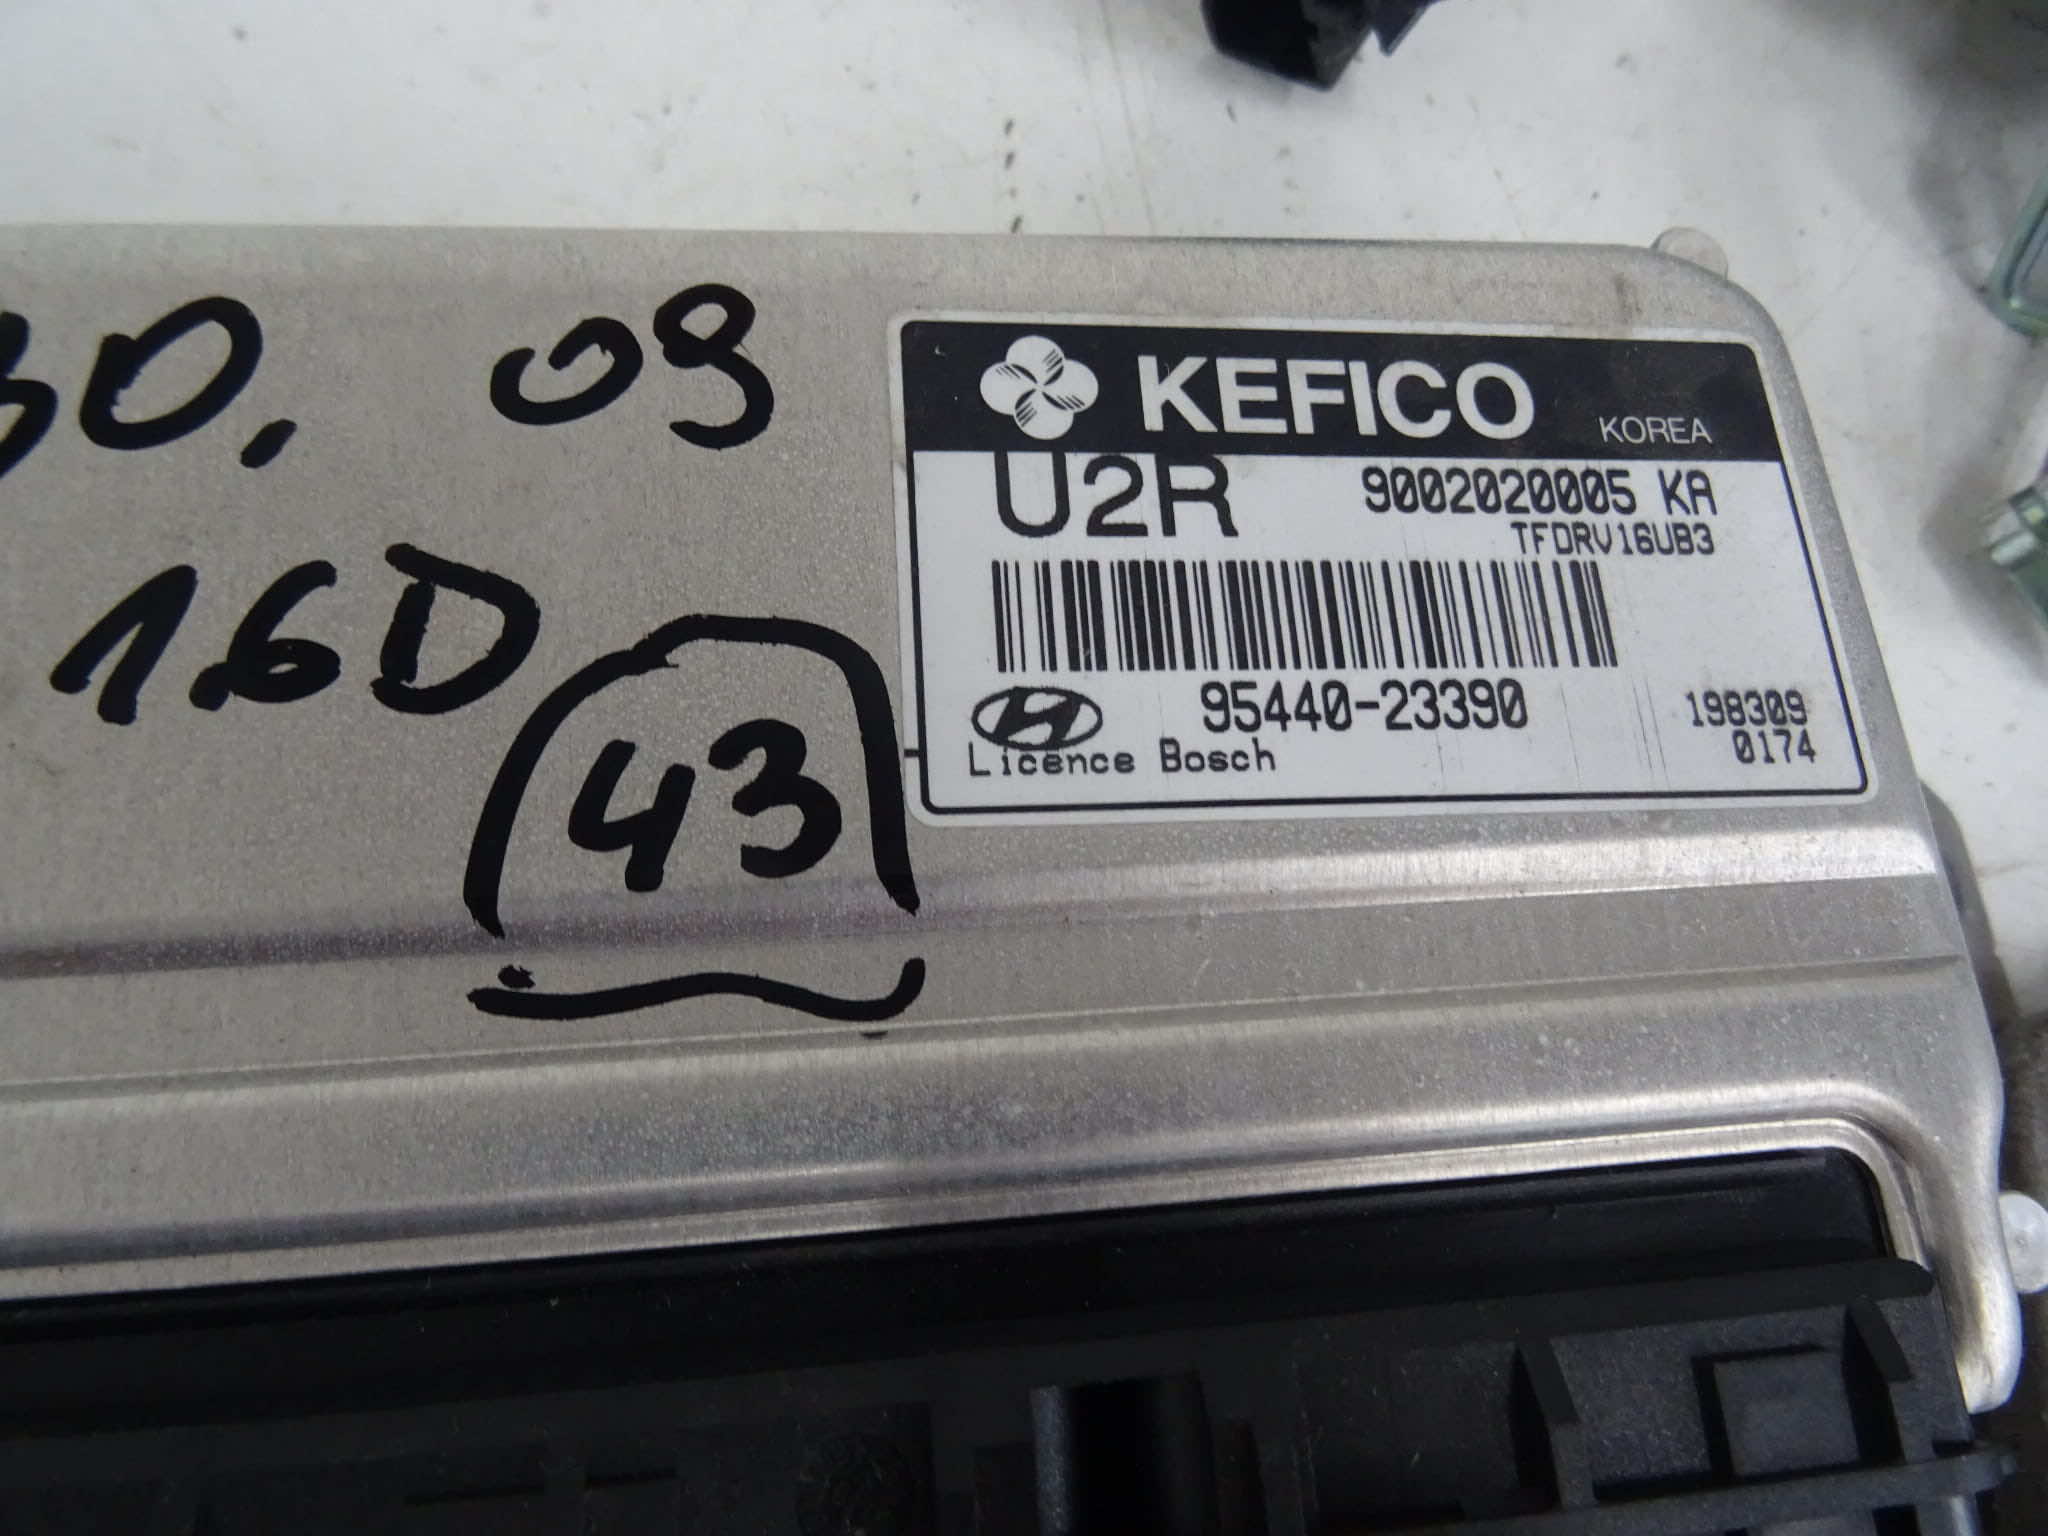 30. 09
1.6D
43
KEFICO KOREA
U2R 9002020005 KA
TFDRV16UB3
95440-23390 198309
Licence Bosch 0174